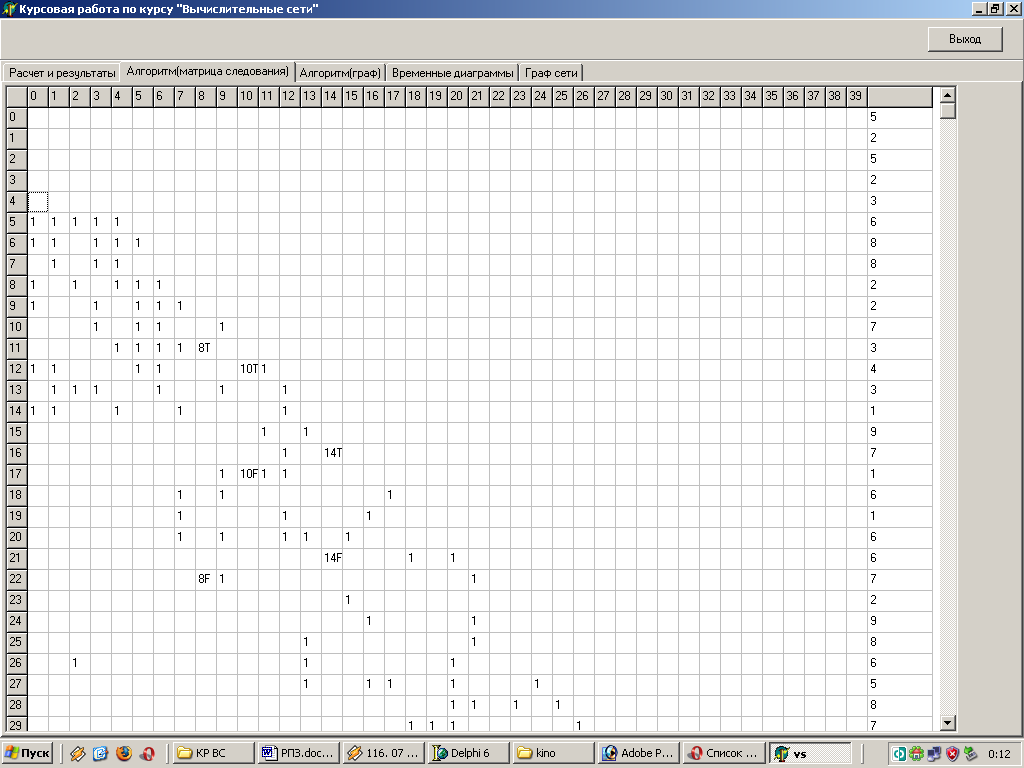 Курсовая работа по курсу "Вычислительные сети"
Выход
Расчет и результаты Алгоритм(матрица следования) Алгоритм(граф) Временные диаграммы Граф сети
0 1 2 3 4 5 6 7 8 9 10 11 12 13 14 15 16 17 18 19 20 21 22 23 24 25 26 27 28 29 30 31 32 33 34 35 36 37 38 39
0 5
1 2
2 5
3 2
4 3
5 1 1 1 1 1 6
6 1 1 1 1 1 8
7 1 1 1 8
8 1 1 1 1 1 2
9 1 1 1 1 1 2
10 1 1 1 1 7
11 1 1 1 1 8T 3
12 1 1 1 1 10T 1 4
13 1 1 1 1 1 1 3
14 1 1 1 1 1 1
15 1 1 9
16 1 14T 7
17 1 10F 1 1 1
18 1 1 1 6
19 1 1 1 1
20 1 1 1 1 1 6
21 14F 1 1 6
22 8F 1 1 7
23 1 2
24 1 1 9
25 1 1 8
26 1 1 1 6
27 1 1 1 1 1 5
28 1 1 1 1 8
29 1 1 1 1 7
Пуск КР ВС РПЗ.doc... 116. 07 ... Delphi 6 kino Adobe P... Список ... vs 0:12